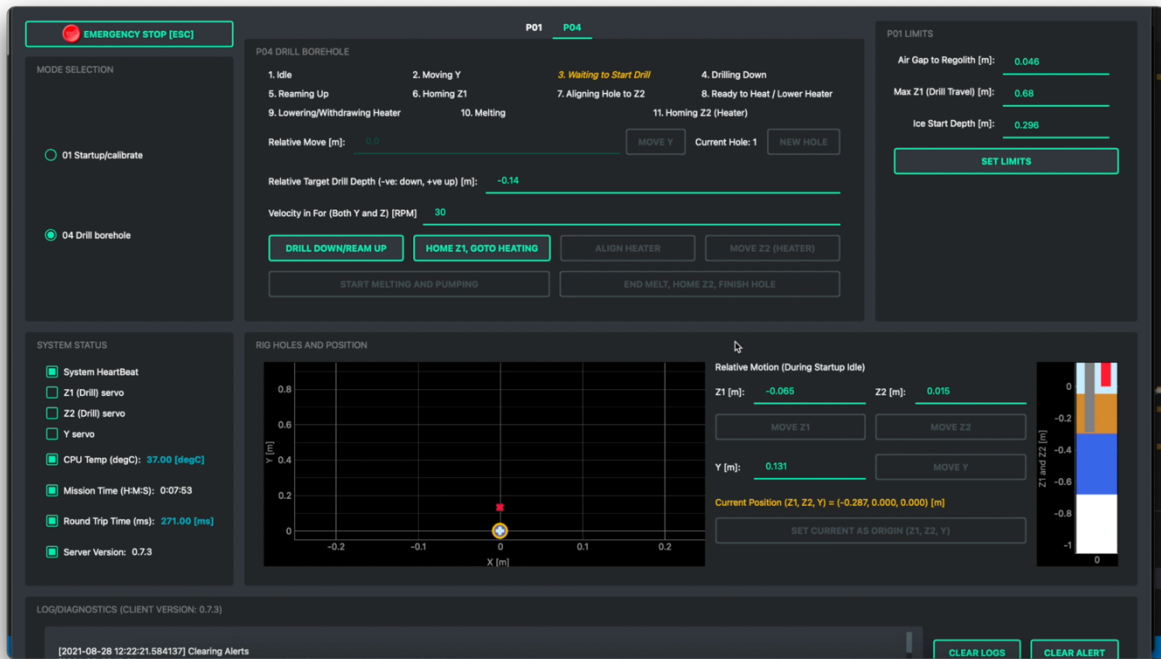 EMERGENCY STOP [ESC]
P01 P04
MODE SELECTION
01 Startup/calibrate
04 Drill borehole
P04 DRILL BOREHOLE
1. Idle 2. Moving Y 3. Waiting to Start Drill 4. Drilling Down
5. Reaming Up 6. Homing Z1 7. Aligning Hole to Z2 8. Ready to Heat / Lower Heater
9. Lowering/Withdrawing Heater 10. Melting 11. Homing Z2 (Heater)
Relative Move [m]: 0.0 MOVE Y Current Hole: 1 NEW HOLE
Relative Target Drill Depth (-ve: down, +ve up) [m]: -0.14
Velocity in For (Both Y and Z) [RPM] 30
DRILL DOWN/REAM UP HOME Z1, GOTO HEATING ALIGN HEATER MOVE Z2 (HEATER)
START MELTING AND PUMPING END MELT, HOME Z2, FINISH HOLE
P01 LIMITS
Air Gap to Regolith [m]: 0.046
Max Z1 (Drill Travel) [m]: 0.68
Ice Start Depth [m]: 0.296
SET LIMITS
SYSTEM STATUS
System HeartBeat
Z1 (Drill) servo
Z2 (Drill) servo
Y servo
CPU Temp (degC): 37.00 [degC]
Mission Time (H:M:S): 0:07:53
Round Trip Time (ms): 271.00 [ms]
Server Version: 0.7.3
RIG HOLES AND POSITION
0.8
0.6
0.4
0.2
0
Y [m]
-0.2 -0.1 0 0.1 0.2
X [m]
Relative Motion (During Startup Idle)
Z1 [m]: -0.065 Z2 [m]: 0.015
MOVE Z1 MOVE Z2
Y [m]: 0.131 MOVE Y
Current Position (Z1, Z2, Y) = (-0.287, 0.000, 0.000) [m]
SET CURRENT AS ORIGIN (Z1, Z2, Y)
Z1 and Z2 [m]
0
-0.2
-0.4
-0.6
-0.8
-1
0
LOG/DIAGNOSTICS (CLIENT VERSION: 0.7.3)
[2021-08-28 12:22:21.584137] Clearing Alerts
CLEAR LOGS CLEAR ALERT